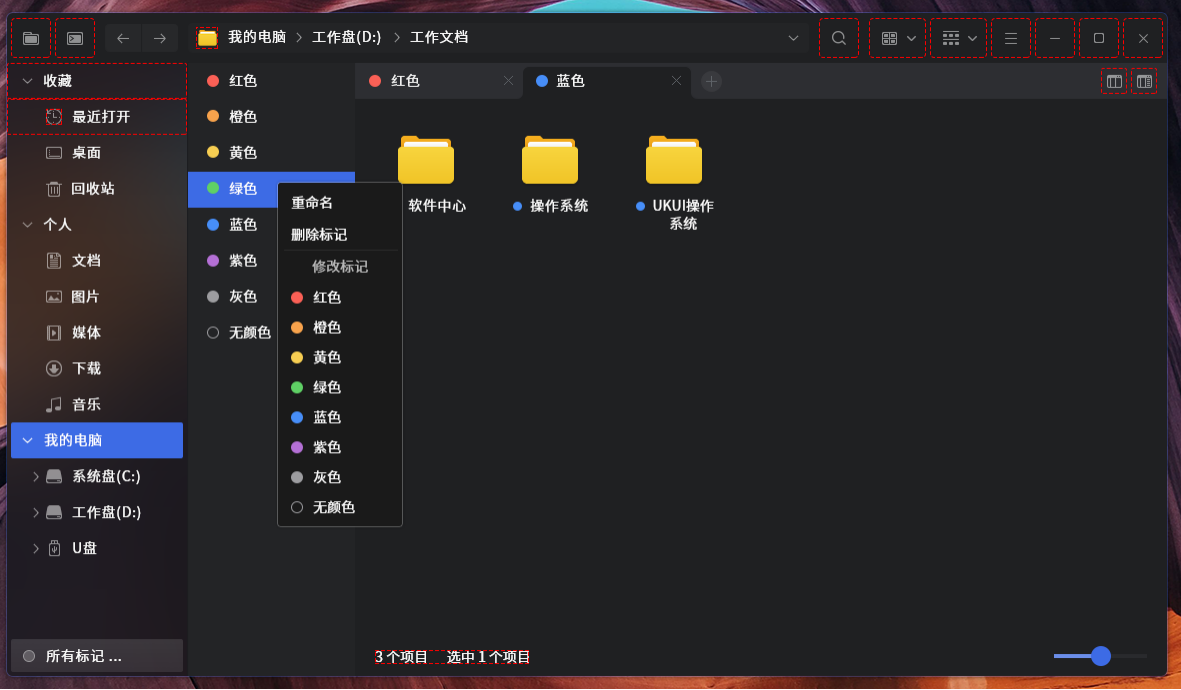 我的电脑 > 工作盘(D:) > 工作文档
收藏
最近打开
桌面
回收站
个人
文档
图片
媒体
下载
音乐
我的电脑
系统盘(C:)
工作盘(D:)
U盘
所有标记 ...
红色
橙色
黄色
绿色
蓝色
紫色
灰色
无颜色
重命名
删除标记
修改标记
红色
橙色
黄色
绿色
蓝色
紫色
灰色
无颜色
红色
蓝色
软件中心
操作系统
UKUI操作
系统
3 个项目 选中 1 个项目